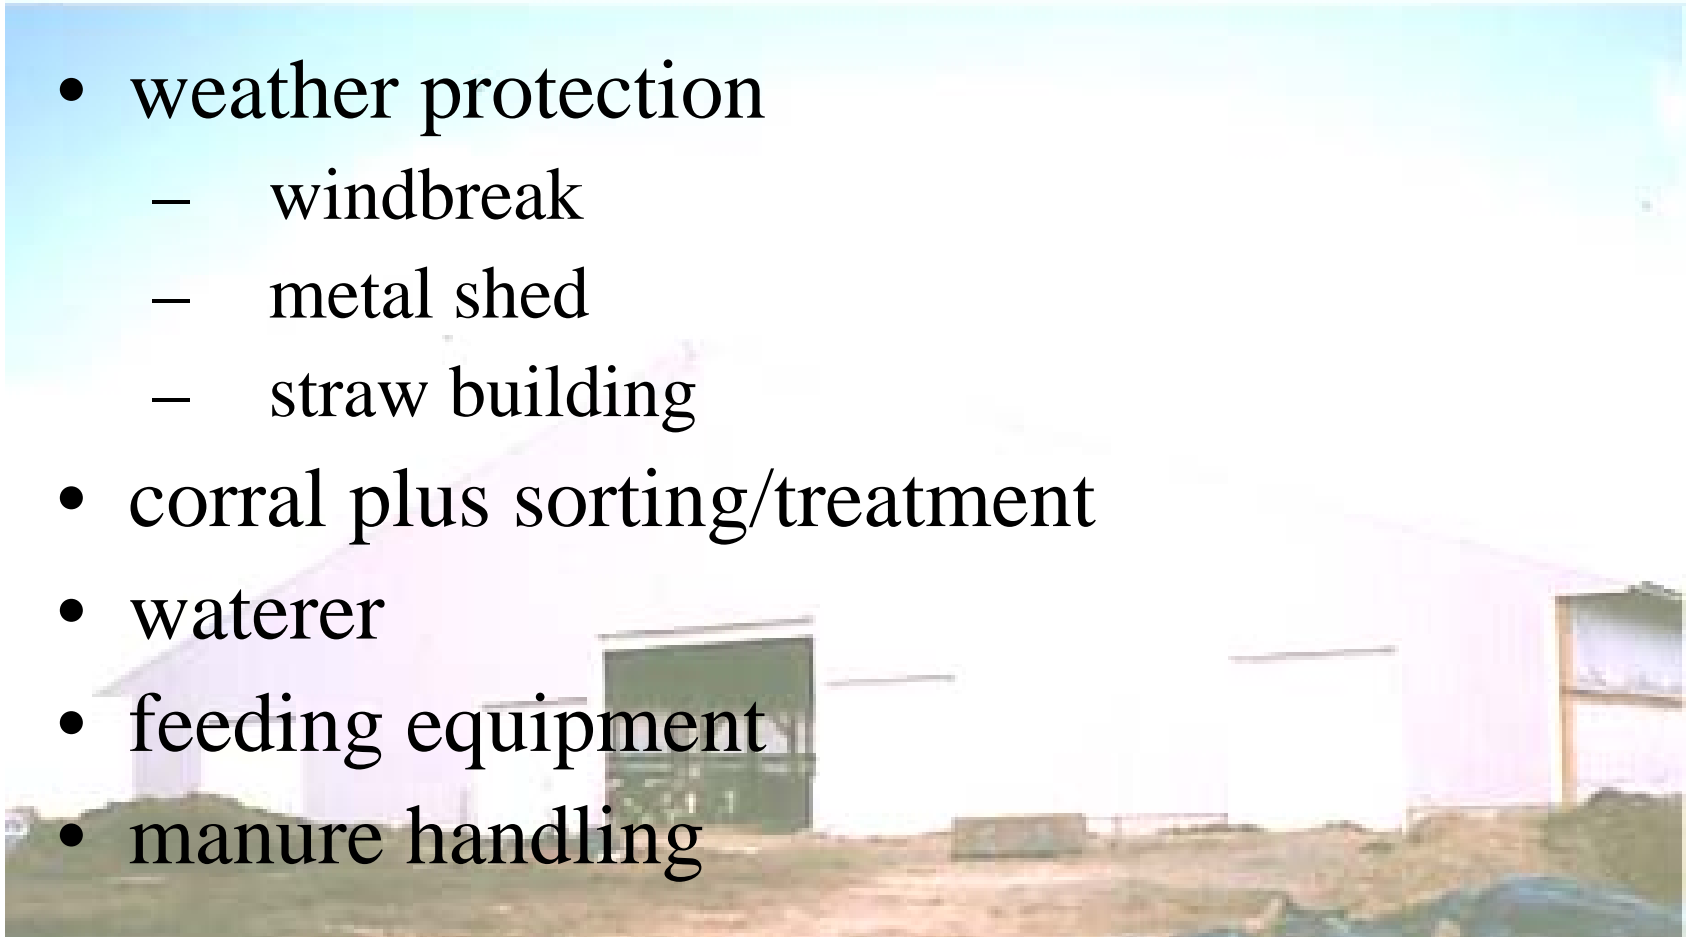 • weather protection
– windbreak
– metal shed
– straw building
• corral plus sorting/treatment
• waterer
• feeding equipment
• manure handling